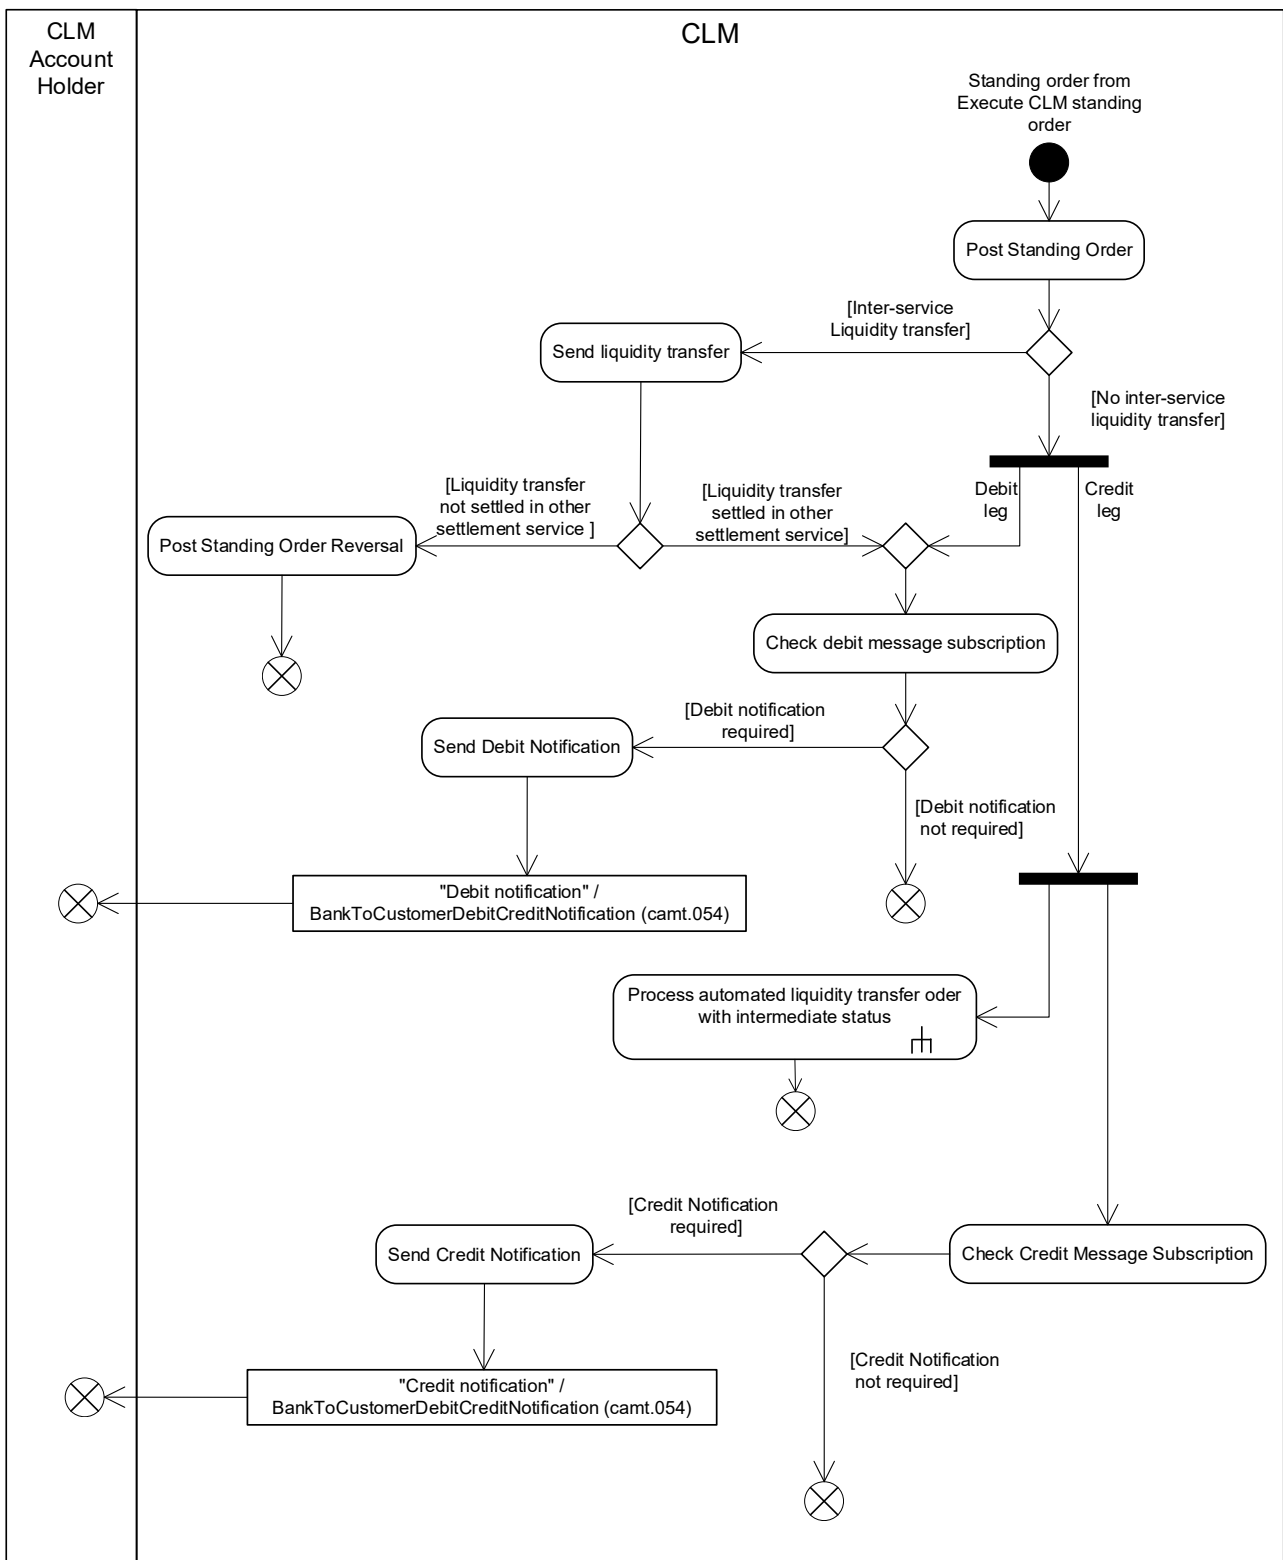 CLM
Account
Holder
CLM
Standing order from
Execute CLM standing
order
Post Standing Order
[Inter-service
Liquidity transfer]
Send liquidity transfer
[No inter-service
liquidity transfer]
[Liquidity transfer
not settled in other
settlement service ]
[Liquidity transfer
settled in other
settlement service]
Debit
leg
Credit
leg
Post Standing Order Reversal
Check debit message subscription
[Debit notification
required]
Send Debit Notification
[Debit notification
not required]
"Debit notification" /
BankToCustomerDebitCreditNotification (camt.054)
Process automated liquidity transfer oder
with intermediate status
[Credit Notification
required]
Send Credit Notification
Check Credit Message Subscription
[Credit Notification
not required]
"Credit notification" /
BankToCustomerDebitCreditNotification (camt.054)